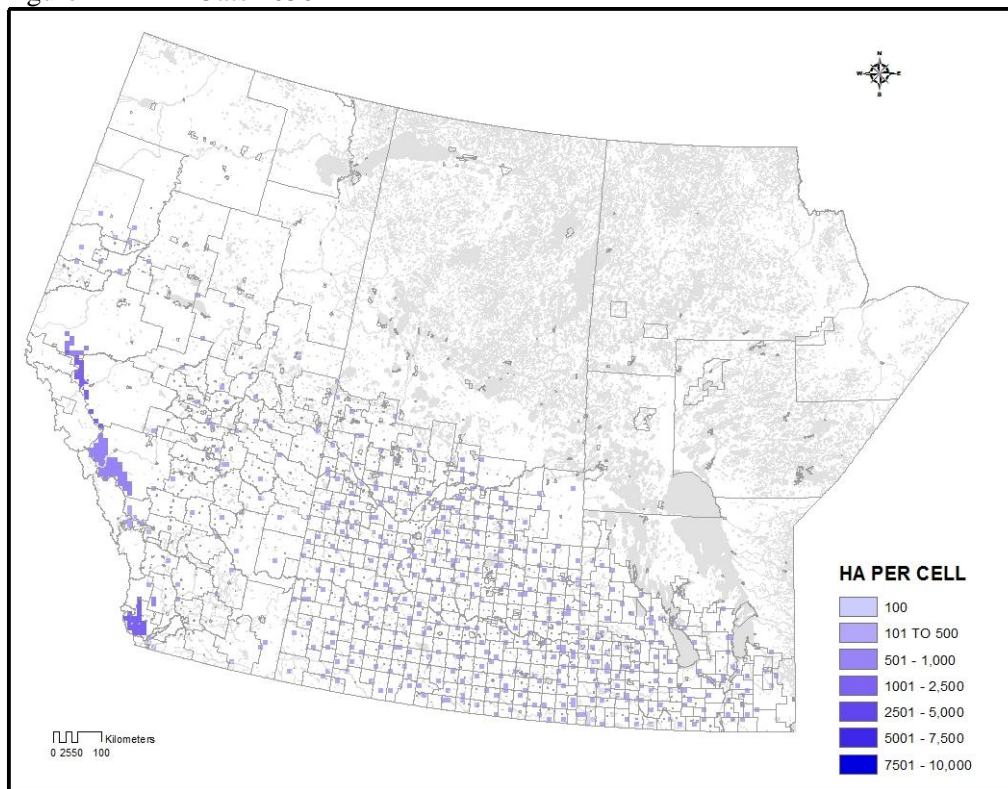 N
W E
S
HA PER CELL
100
101 TO 500
501 - 1,000
1001 - 2,500
2501 - 5,000
5001 - 7,500
7501 - 10,000
Kilometers
0 2550 100